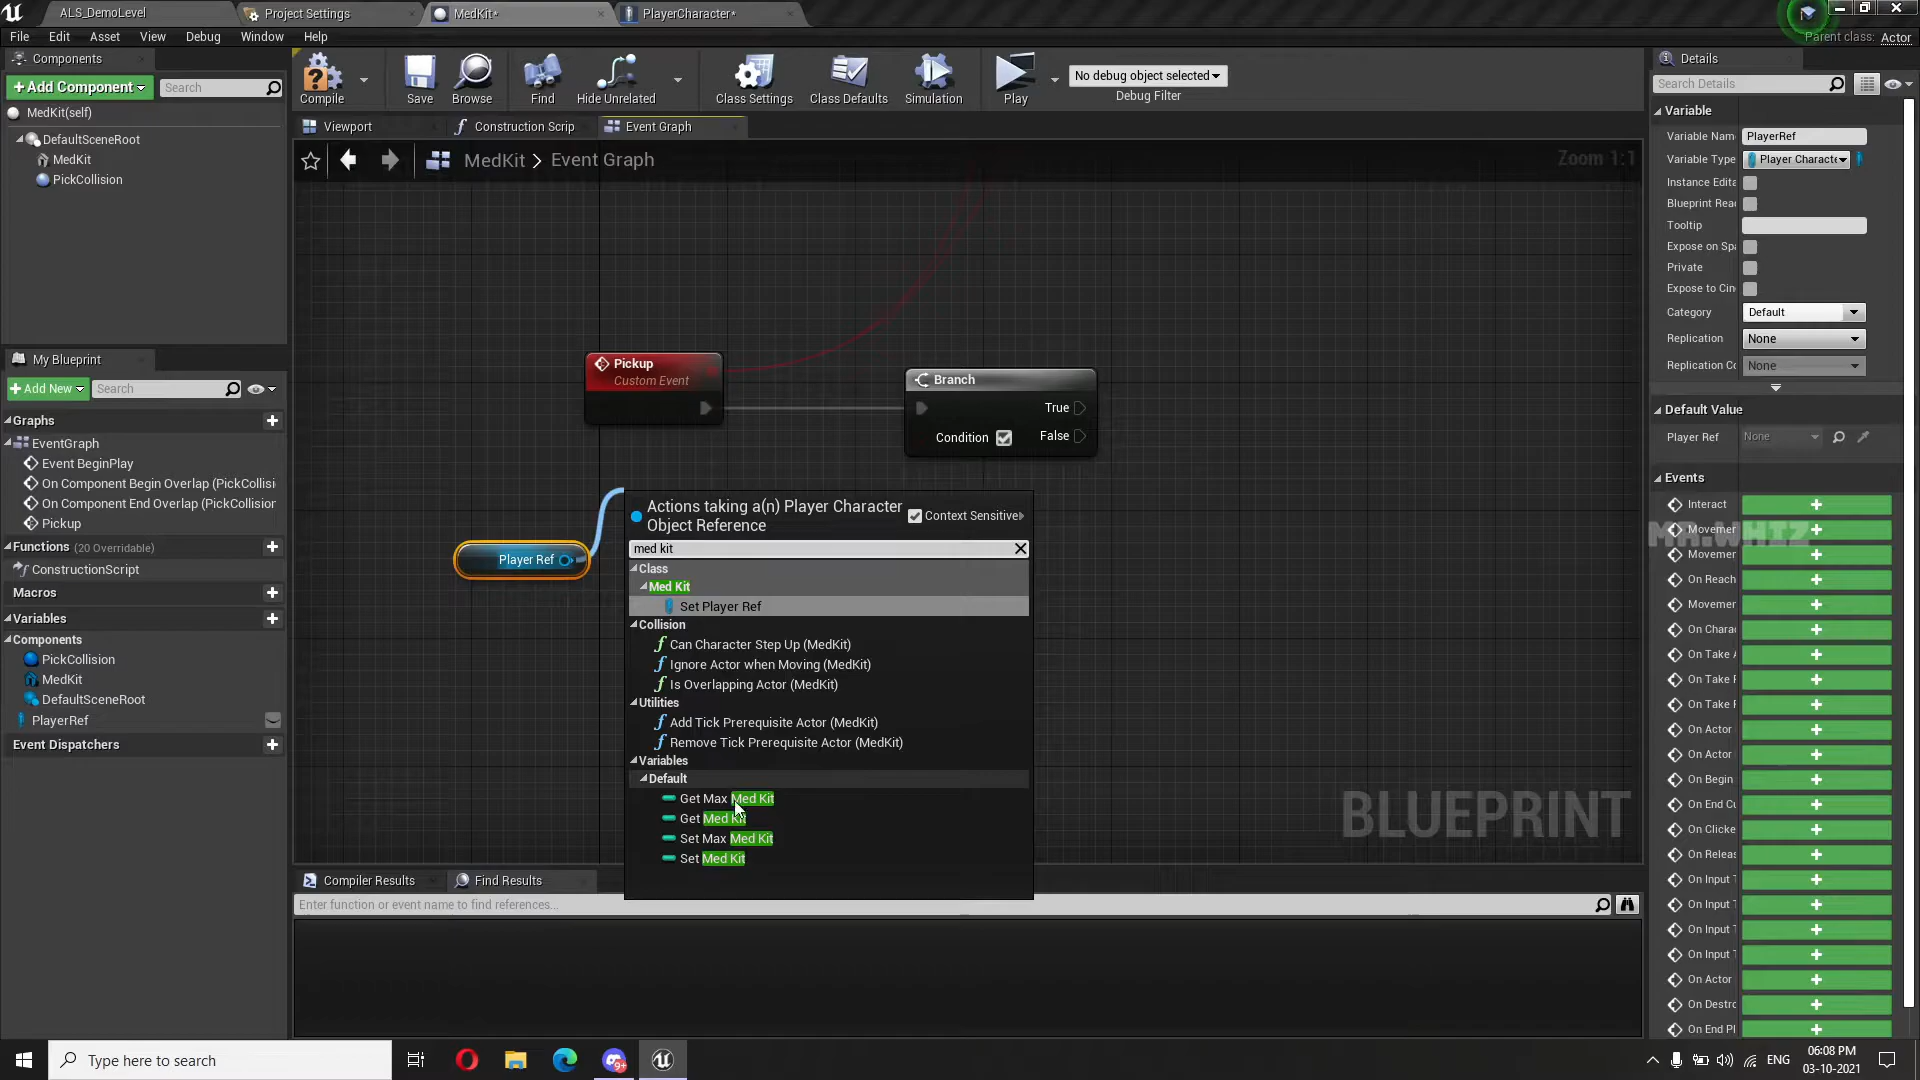 ALS_DemoLevel
Project Settings
MedKit*
PlayerCharacter*
File Edit Asset View Debug Window Help
Parent class: Actor
Components
+Add Component
Search
MedKit(self)
DefaultSceneRoot
MedKit
PickCollision
Compile
Save
Browse
Find
Hide Unrelated
Class Settings
Class Defaults
Simulation
Play
No debug object selected
Debug Filter
Viewport
Construction Scrip
Event Graph
MedKit > Event Graph
Zoom 1:1
My Blueprint
+Add New
Search
Graphs
EventGraph
Event BeginPlay
On Component Begin Overlap (PickCollisi
On Component End Overlap (PickCollision
Pickup
Functions (20 Overridable)
ConstructionScript
Macros
Variables
Components
PickCollision
MedKit
DefaultSceneRoot
PlayerRef
Event Dispatchers
Pickup
Custom Event
Branch
True
Condition
False
Player Ref
Actions taking a(n) Player Character
Object Reference
Context Sensitive
med kit
Class
Med Kit
Set Player Ref
Collision
Can Character Step Up (MedKit)
Ignore Actor when Moving (MedKit)
Is Overlapping Actor (MedKit)
Utilities
Add Tick Prerequisite Actor (MedKit)
Remove Tick Prerequisite Actor (MedKit)
Variables
Default
Get Max Med Kit
Get Med Kit
Set Max Med Kit
Set Med Kit
BLUEPRINT
Compiler Results
Find Results
Enter function or event name to find references...
Details
Search Details
Variable
Variable Nam
PlayerRef
Variable Type
Player Characte
Instance Edita
Blueprint Rea
Tooltip
Expose on Spa
Private
Expose to Cin
Category
Default
Replication
None
Replication Co
None
Default Value
Player Ref
None
Events
Interact
Movemen
MR.WHIZ
Movemen
On Reach
Movemen
On Charac
On Take A
On Take F
On Take F
On Actor
On Actor
On Begin
On End Cu
On Clicke
On Releas
On Input T
On Input T
On Input T
On Input T
On Actor
On Destro
On End Pl
Type here to search
9+
ENG
06:08 PM
03-10-2021